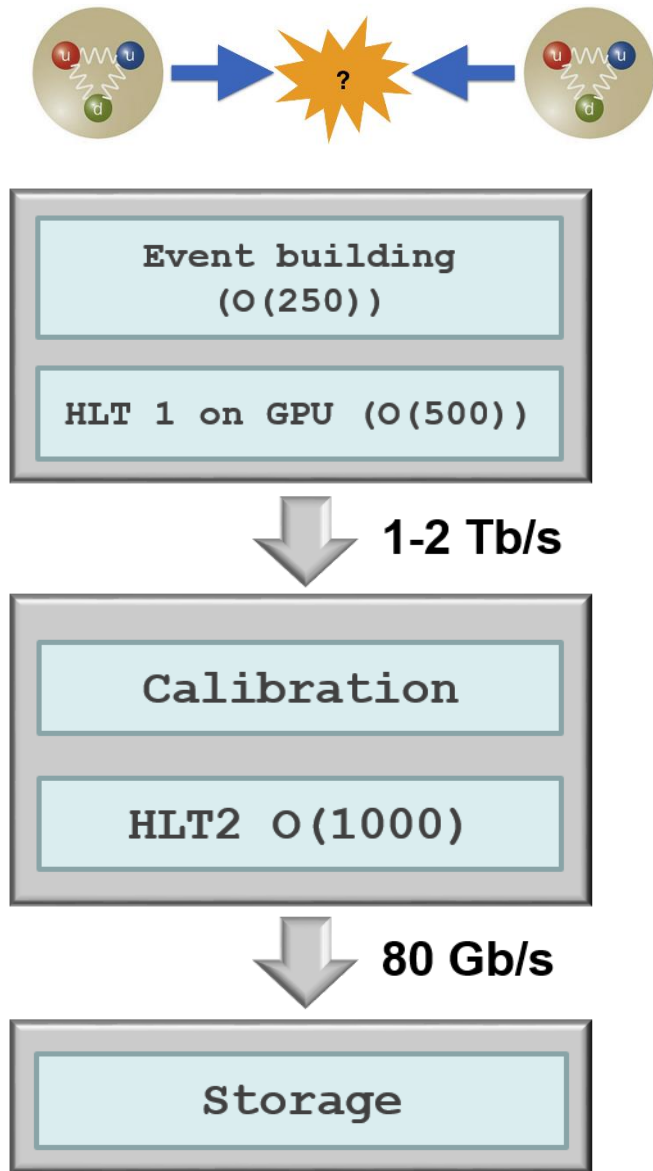 u u
d
?
u u
d
Event building
(O(250))
HLT 1 on GPU (O(500))
1-2 Tb/s
Calibration
HLT2 O(1000)
80 Gb/s
Storage